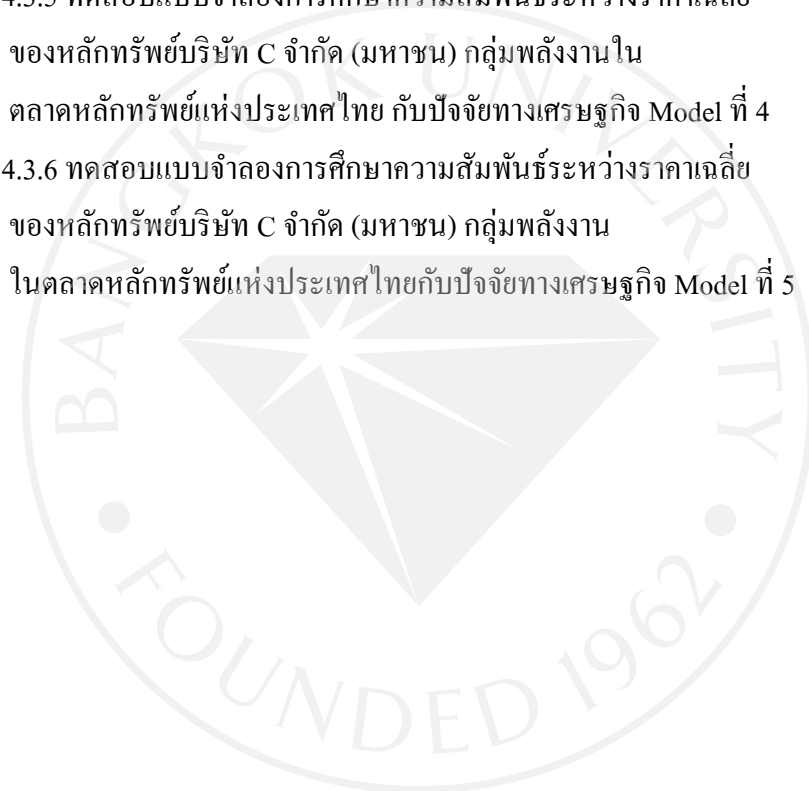 4.3.5 ทดสอบแบบจำลองการศึกษาความสัมพันธ์ระหว่างราคาเฉลี่ย
ของหลักทรัพย์บริษัท C จำกัด (มหาชน) กลุ่มพลังงานใน
ตลาดหลักทรัพย์แห่งประเทศไทย กับปัจจัยทางเศรษฐกิจ Model ที่ 4
4.3.6 ทดสอบแบบจำลองการศึกษาความสัมพันธ์ระหว่างราคาเฉลี่ย
ของหลักทรัพย์บริษัท C จำกัด (มหาชน) กลุ่มพลังงาน
ในตลาดหลักทรัพย์แห่งประเทศไทยกับปัจจัยทางเศรษฐกิจ Model ที่ 5
BANGKOK UNIVERSITY
FOUNDED 1962